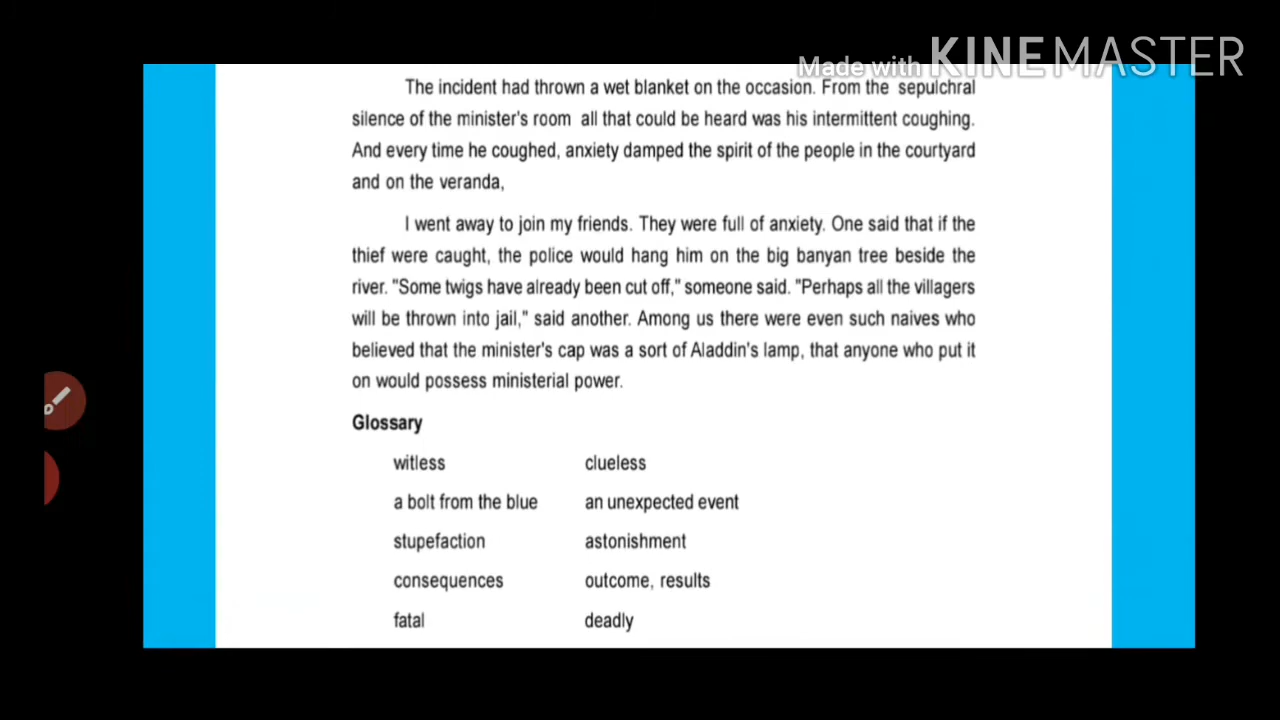 Made with KINEMASTER
The incident had thrown a wet blanket on the occasion. From the sepulchral
silence of the minister's room all that could be heard was his intermittent coughing.
And every time he coughed, anxiety damped the spirit of the people in the courtyard
and on the veranda,
I went away to join my friends. They were full of anxiety. One said that if the
thief were caught, the police would hang him on the big banyan tree beside the
river. "Some twigs have already been cut off," someone said. "Perhaps all the villagers
will be thrown into jail," said another. Among us there were even such naives who
believed that the minister's cap was a sort of Aladdin's lamp, that anyone who put it
on would possess ministerial power.
Glossary
witless clueless
a bolt from the blue an unexpected event
stupefaction astonishment
consequences outcome, results
fatal deadly